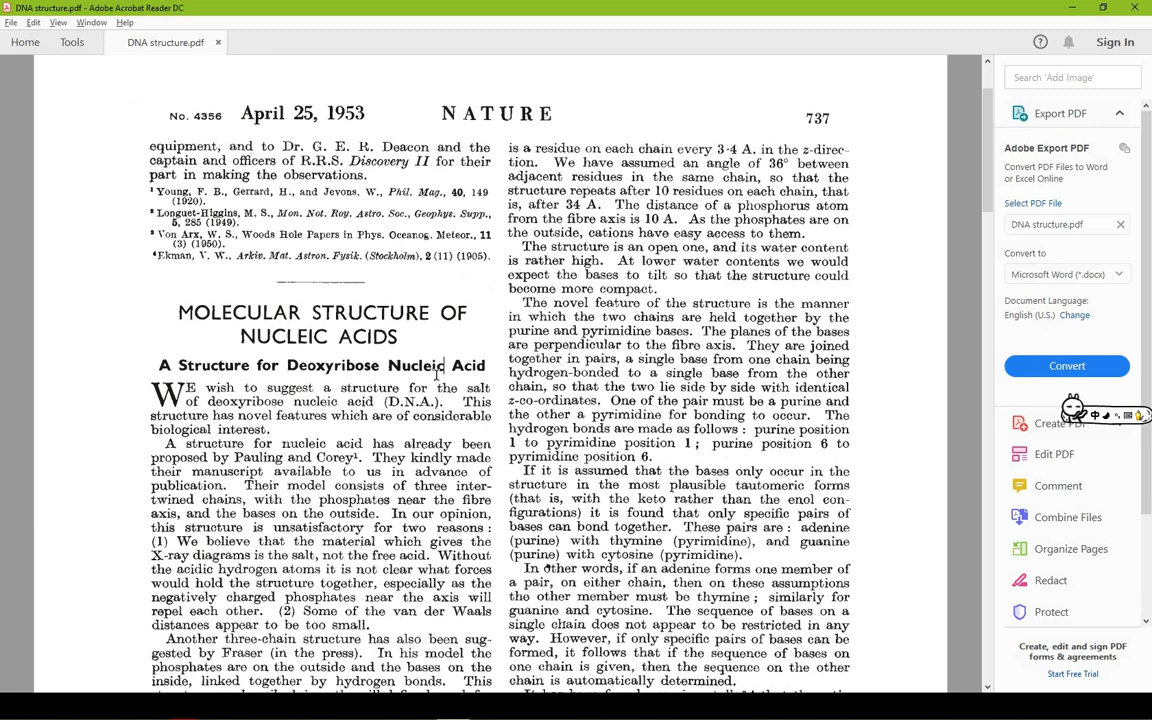 DNA structure.pdf - Adobe Acrobat Reader DC
File Edit View Window Help
Home Tools DNA structure.pdf × Sign In
No. 4356 April 25, 1953 NATURE 737
equipment, and to Dr. G. E. R. Deacon and the
captain and officers of R.R.S. Discovery II for their
part in making the observations.
¹ Young, F. B., Gerrard, H., and Jevons, W., Phil. Mag., 40, 149
(1920).
² Longuet-Higgins, M. S., Mon. Not. Roy. Astro. Soc., Geophys. Supp.,
5, 285 (1949).
³ Von Arx, W. S., Woods Hole Papers in Phys. Oceanog. Meteor., 11
(3) (1950).
⁴ Ekman, V. W., Arkiv. Mat. Astron. Fysik. (Stockholm), 2 (11) (1905).
MOLECULAR STRUCTURE OF
NUCLEIC ACIDS
A Structure for Deoxyribose Nucleic Acid
WE wish to suggest a structure for the salt
of deoxyribose nucleic acid (D.N.A.). This
structure has novel features which are of considerable
biological interest.
A structure for nucleic acid has already been
proposed by Pauling and Corey¹. They kindly made
their manuscript available to us in advance of
publication. Their model consists of three inter-
twined chains, with the phosphates near the fibre
axis, and the bases on the outside. In our opinion,
this structure is unsatisfactory for two reasons :
(1) We believe that the material which gives the
X-ray diagrams is the salt, not the free acid. Without
the acidic hydrogen atoms it is not clear what forces
would hold the structure together, especially as the
negatively charged phosphates near the axis will
repel each other. (2) Some of the van der Waals
distances appear to be too small.
Another three-chain structure has also been sug-
gested by Fraser (in the press). In his model the
phosphates are on the outside and the bases on the
inside, linked together by hydrogen bonds. This
is a residue on each chain every 3·4 A. in the z-direc-
tion. We have assumed an angle of 36° between
adjacent residues in the same chain, so that the
structure repeats after 10 residues on each chain, that
is, after 34 A. The distance of a phosphorus atom
from the fibre axis is 10 A. As the phosphates are on
the outside, cations have easy access to them.
The structure is an open one, and its water content
is rather high. At lower water contents we would
expect the bases to tilt so that the structure could
become more compact.
The novel feature of the structure is the manner
in which the two chains are held together by the
purine and pyrimidine bases. The planes of the bases
are perpendicular to the fibre axis. They are joined
together in pairs, a single base from one chain being
hydrogen-bonded to a single base from the other
chain, so that the two lie side by side with identical
z-co-ordinates. One of the pair must be a purine and
the other a pyrimidine for bonding to occur. The
hydrogen bonds are made as follows : purine position
1 to pyrimidine position 1 ; purine position 6 to
pyrimidine position 6.
If it is assumed that the bases only occur in the
structure in the most plausible tautomeric forms
(that is, with the keto rather than the enol con-
figurations) it is found that only specific pairs of
bases can bond together. These pairs are : adenine
(purine) with thymine (pyrimidine), and guanine
(purine) with cytosine (pyrimidine).
In other words, if an adenine forms one member of
a pair, on either chain, then on these assumptions
the other member must be thymine ; similarly for
guanine and cytosine. The sequence of bases on a
single chain does not appear to be restricted in any
way. However, if only specific pairs of bases can be
formed, it follows that if the sequence of bases on
one chain is given, then the sequence on the other
chain is automatically determined.
Search 'Add Image'
Export PDF
Adobe Export PDF
Convert PDF Files to Word
or Excel Online
Select PDF File
DNA structure.pdf
Convert to
Microsoft Word (*.docx)
Document Language:
English (U.S.) Change
Convert
中
Create PDF
Edit PDF
Comment
Combine Files
Organize Pages
Redact
Protect
Create, edit and sign PDF
forms & agreements
Start Free Trial